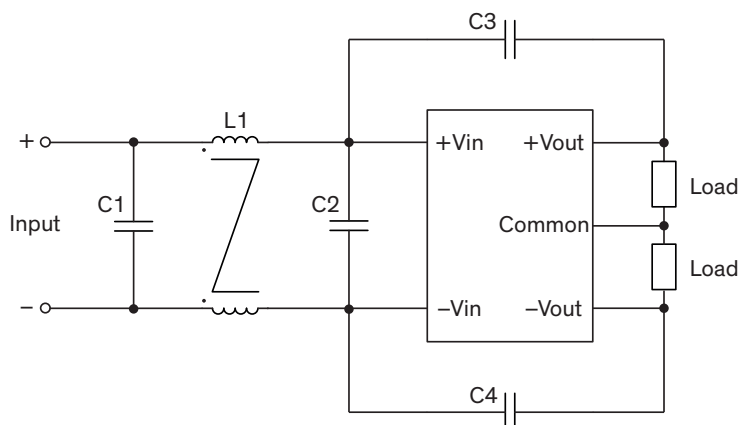 C3
L1
+
+Vin
+Vout
Load
C1
C2
Input
Common
Load
–
–Vin
–Vout
C4